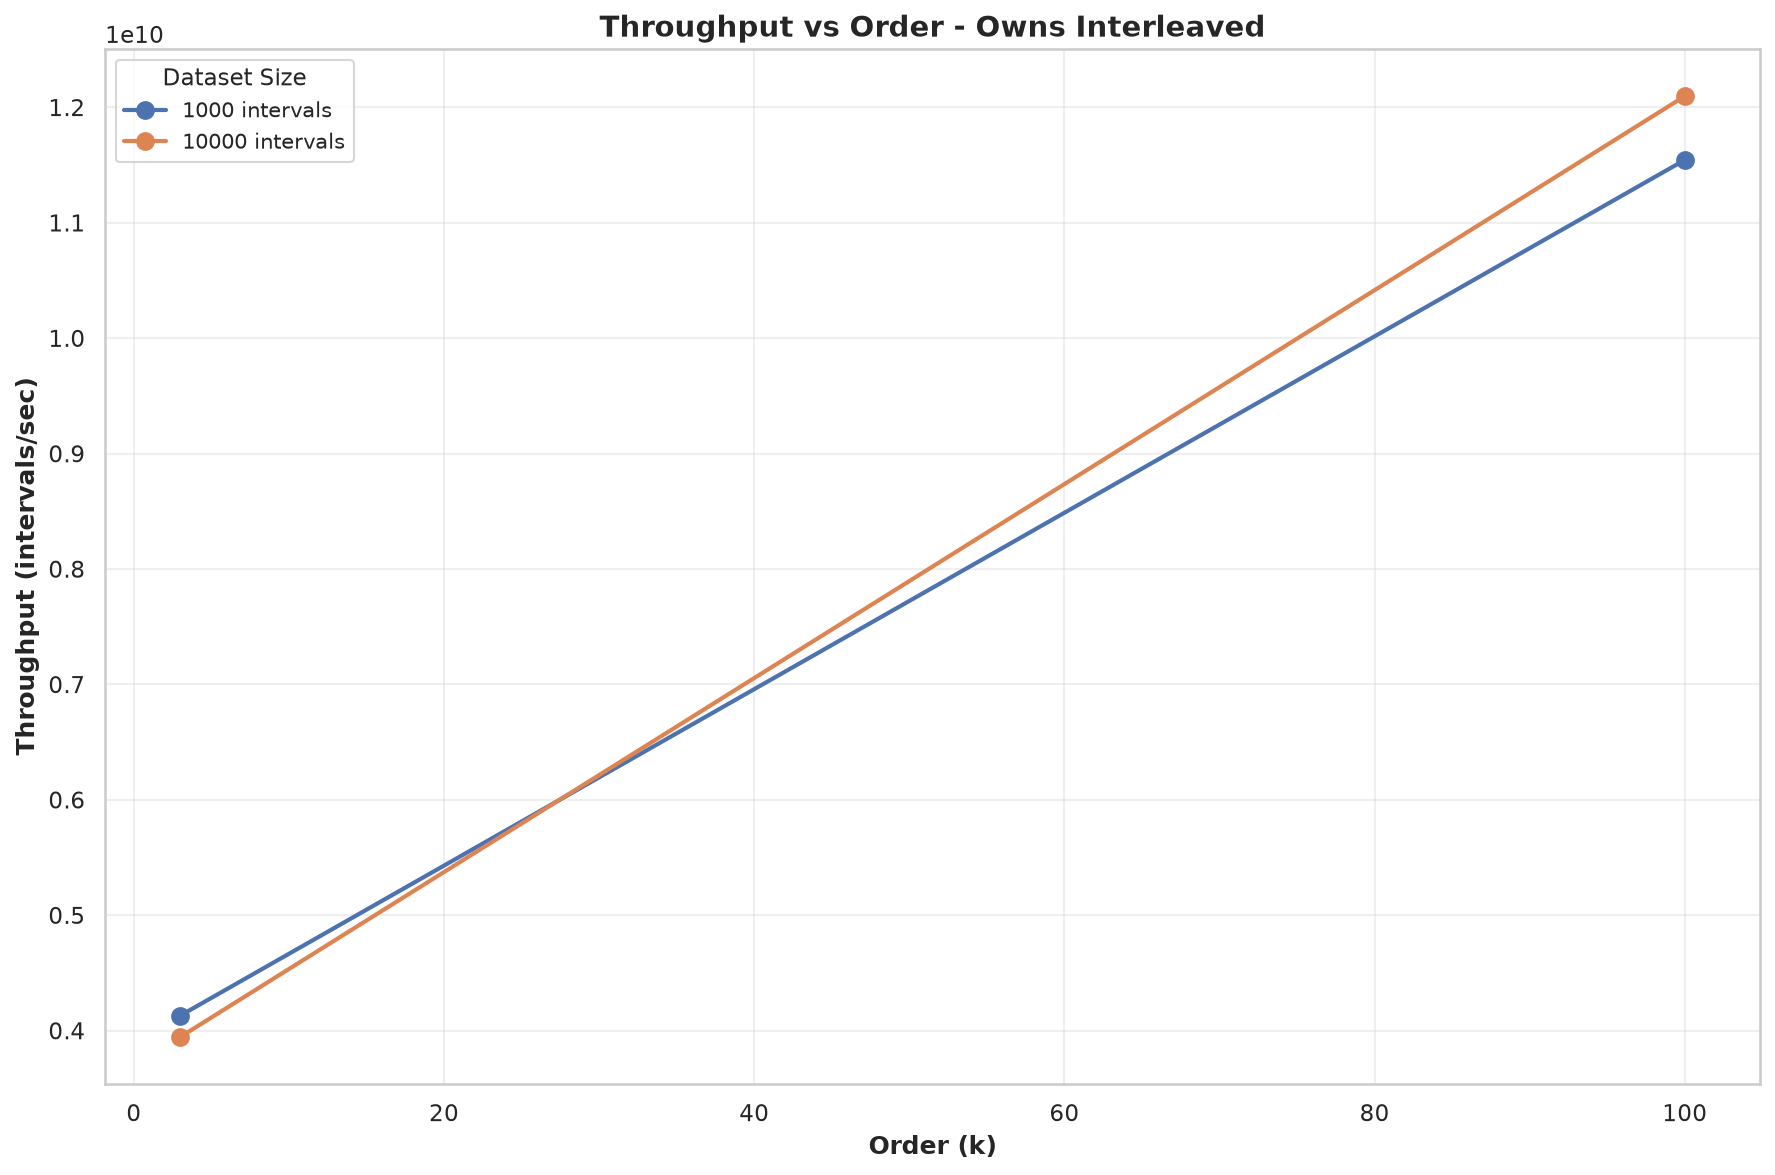 Throughput vs Order - Owns Interleaved
1e10
Dataset Size
1000 intervals
10000 intervals
1.2
1.1
1.0
0.9
0.8
0.7
0.6
0.5
0.4
Throughput (intervals/sec)
0 20 40 60 80 100
Order (k)